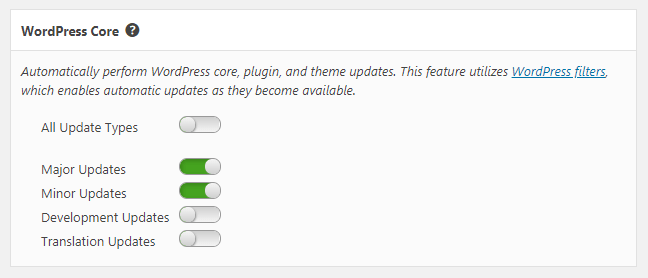 WordPress Core ?
Automatically perform WordPress core, plugin, and theme updates. This feature utilizes WordPress filters,
which enables automatic updates as they become available.
All Update Types
Major Updates
Minor Updates
Development Updates
Translation Updates